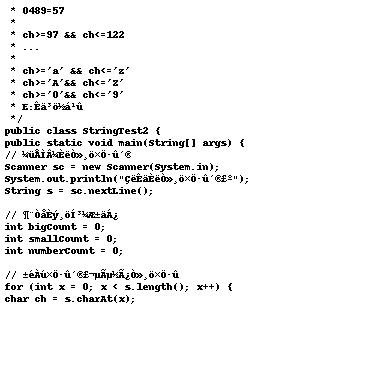 * 0489=57
*
* ch>=97 && ch<=122
* ...
*
* ch>='a' && ch<='z'
* ch>='A'&& ch<='Z'
* ch>='0'&& ch<='9'
* E:Êä³ö½á¹û
*/
public class StringTest2 {
public static void main(String[] args) {
// ¼üÅÌÂ¼ÈëÒ»¸ö×Ö·û´®
Scanner sc = new Scanner(System.in);
System.out.println("ÇëÊäÈëÒ»¸ö×Ö·û´®£º");
String s = sc.nextLine();
// ¶¨ÒåÈý¸öÍ³¼Æ±äÁ¿
int bigCount = 0;
int smallCount = 0;
int numberCount = 0;
// ±éÀú×Ö·û´®£¬µÃµ½Ã¿Ò»¸ö×Ö·û
for (int x = 0; x < s.length(); x++) {
char ch = s.charAt(x);